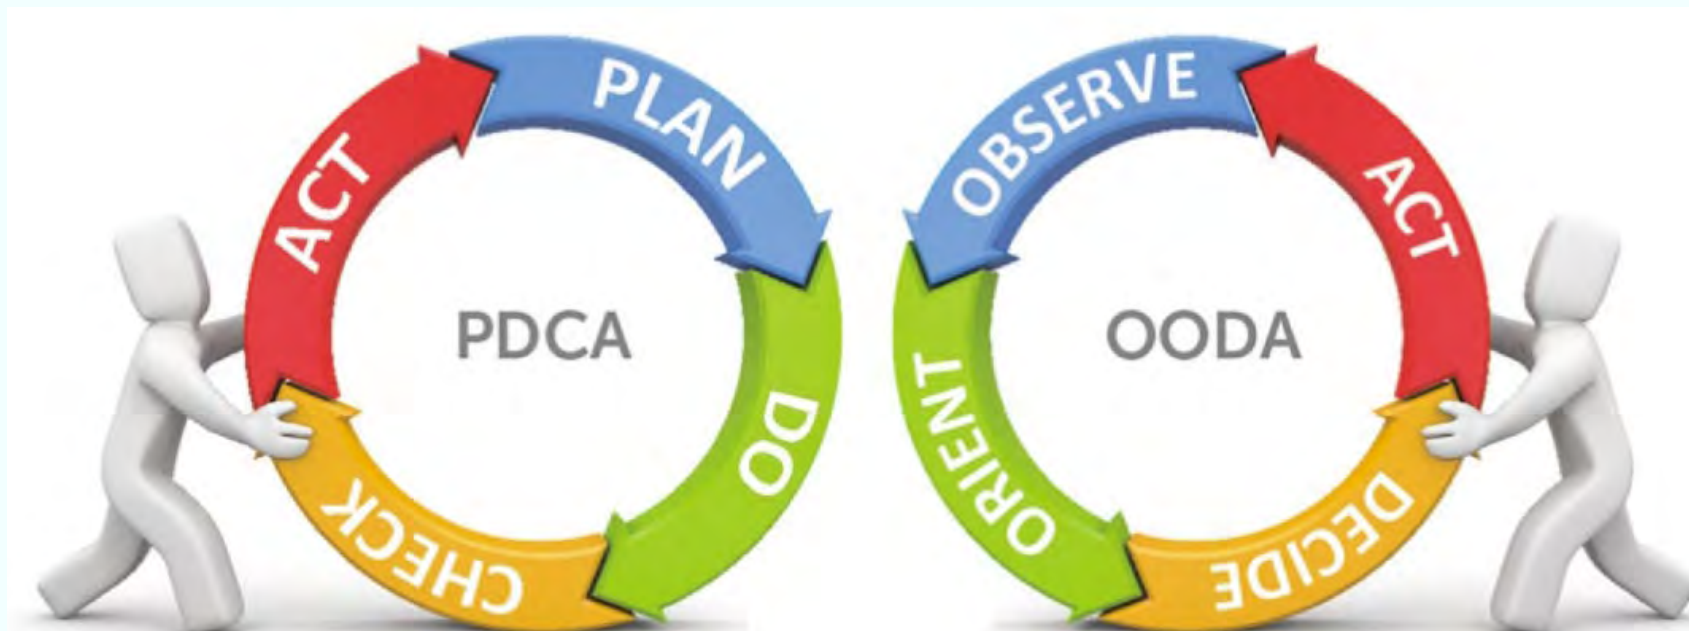 PLAN
DO
CHECK
ACT
PDCA
OBSERVE
ORIENT
DECIDE
ACT
OODA